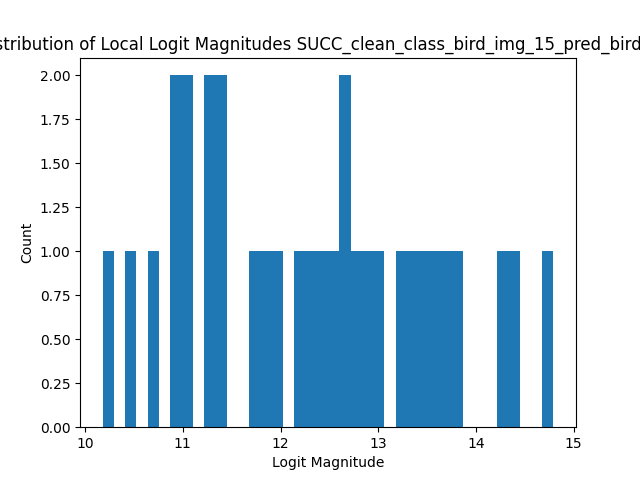 stribution of Local Logit Magnitudes SUCC_clean_class_bird_img_15_pred_bird
2.00
1.75
1.50
1.25
1.00
0.75
0.50
0.25
0.00
Count
10 11 12 13 14 15
Logit Magnitude